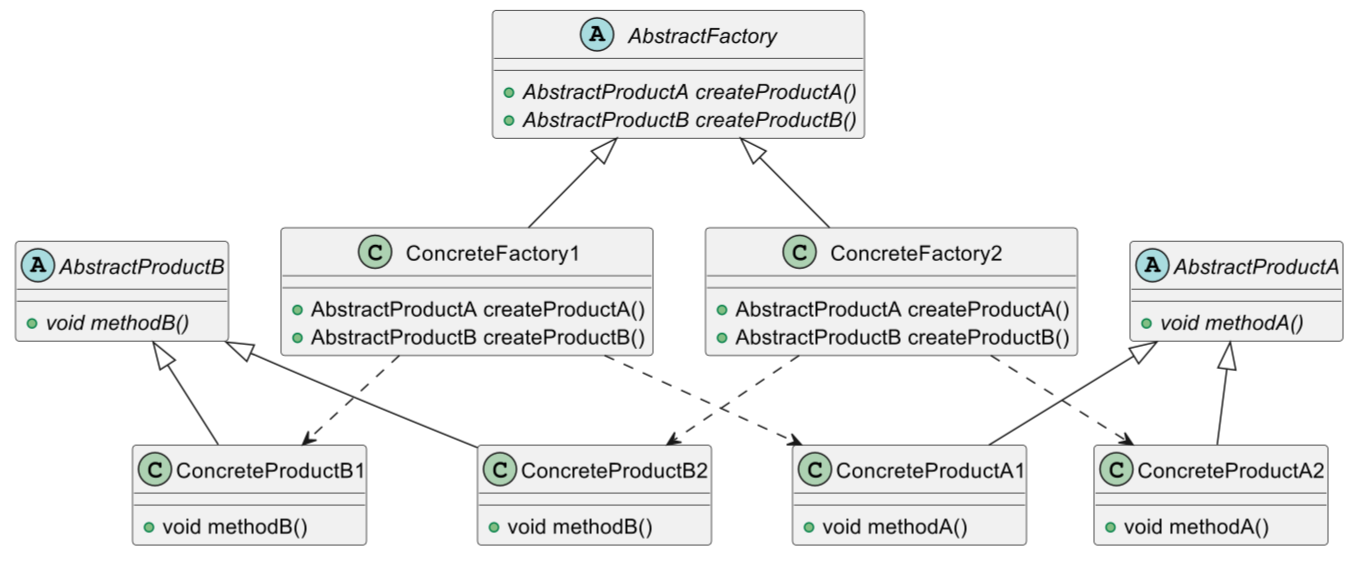 A AbstractFactory
AbstractProductA createProductA()
AbstractProductB createProductB()
A AbstractProductB
void methodB()
C ConcreteFactory1
AbstractProductA createProductA()
AbstractProductB createProductB()
C ConcreteFactory2
AbstractProductA createProductA()
AbstractProductB createProductB()
A AbstractProductA
void methodA()
C ConcreteProductB1
void methodB()
C ConcreteProductB2
void methodB()
C ConcreteProductA1
void methodA()
C ConcreteProductA2
void methodA()